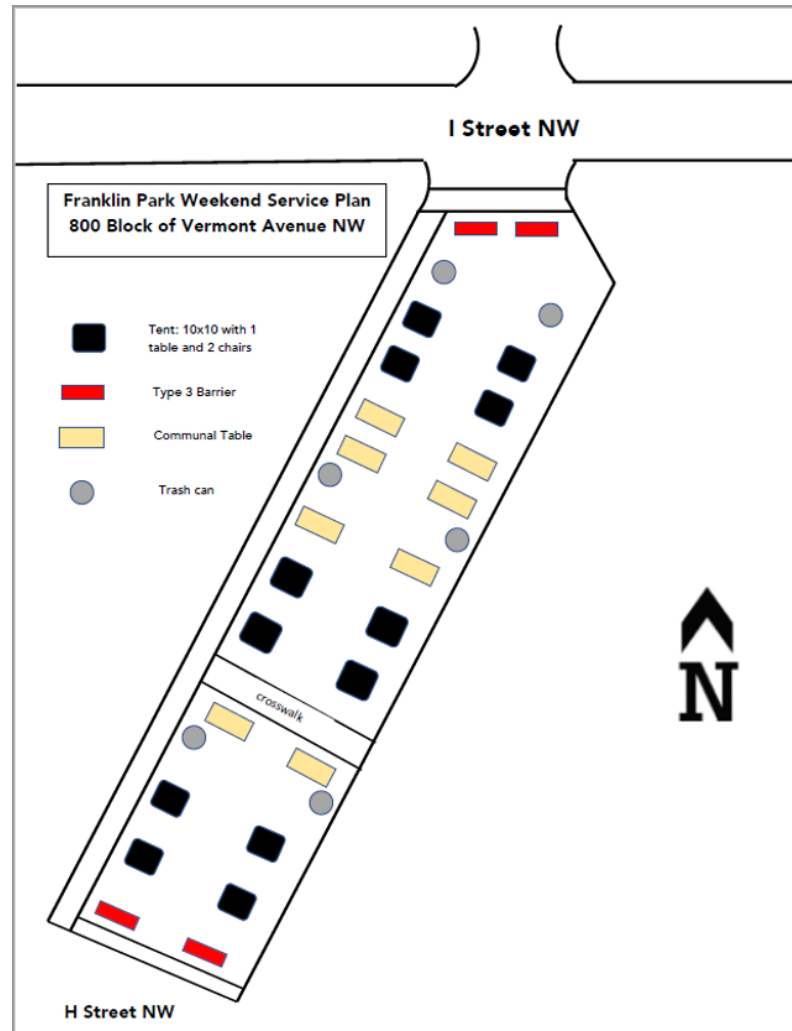 I Street NW
Franklin Park Weekend Service Plan
800 Block of Vermont Avenue NW
Tent: 10x10 with 1
table and 2 chairs
Type 3 Barrier
Communal Table
Trash can
crosswalk
N
H Street NW